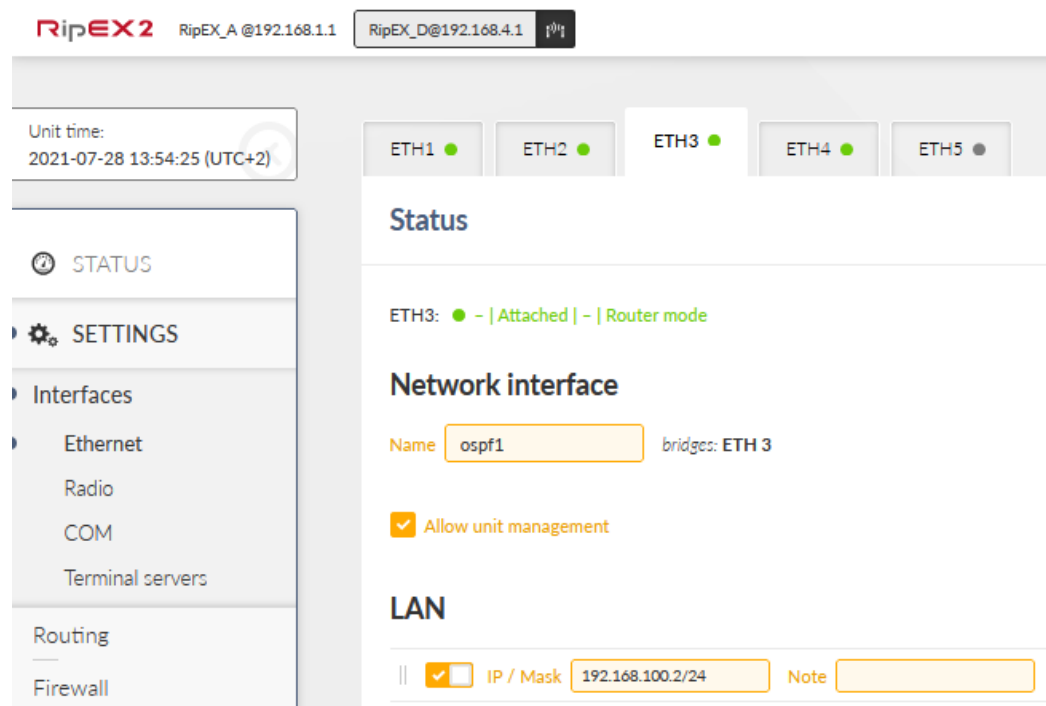 RipEX2 RipEX_A @192.168.1.1 RipEX_D@192.168.4.1
Unit time:
2021-07-28 13:54:25 (UTC+2)
ETH1 ETH2 ETH3 ETH4 ETH5
Status
STATUS
ETH3: – | Attached | – | Router mode
SETTINGS
Network interface
Interfaces
Name ospf1 bridges: ETH 3
Ethernet
Radio
Allow unit management
COM
Terminal servers
LAN
Routing
IP / Mask 192.168.100.2/24 Note
Firewall